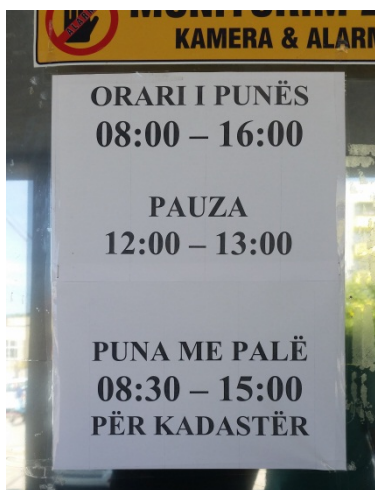 KAMERA & ALARM
ORARI I PUNËS
08:00 – 16:00
PAUZA
12:00 – 13:00
PUNA ME PALË
08:30 – 15:00
PËR KADASTËR